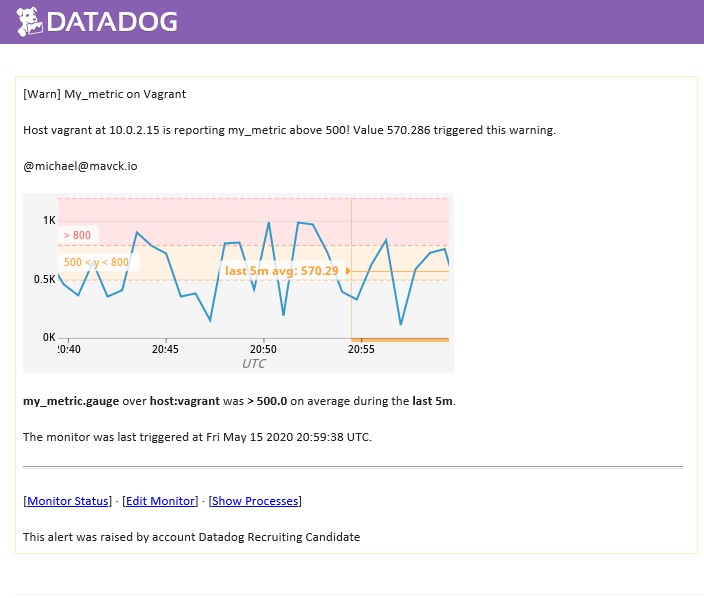 DATADOG
[Warn] My_metric on Vagrant
Host vagrant at 10.0.2.15 is reporting my_metric above 500! Value 570.286 triggered this warning.
@michael@mavck.io
1K
> 800
500 < y < 800
last 5m avg: 570.29
0.5K
0K
:0:40 20:45 20:50 20:55
UTC
my_metric.gauge over host:vagrant was > 500.0 on average during the last 5m.
The monitor was last triggered at Fri May 15 2020 20:59:38 UTC.
[Monitor Status] · [Edit Monitor] · [Show Processes]
This alert was raised by account Datadog Recruiting Candidate